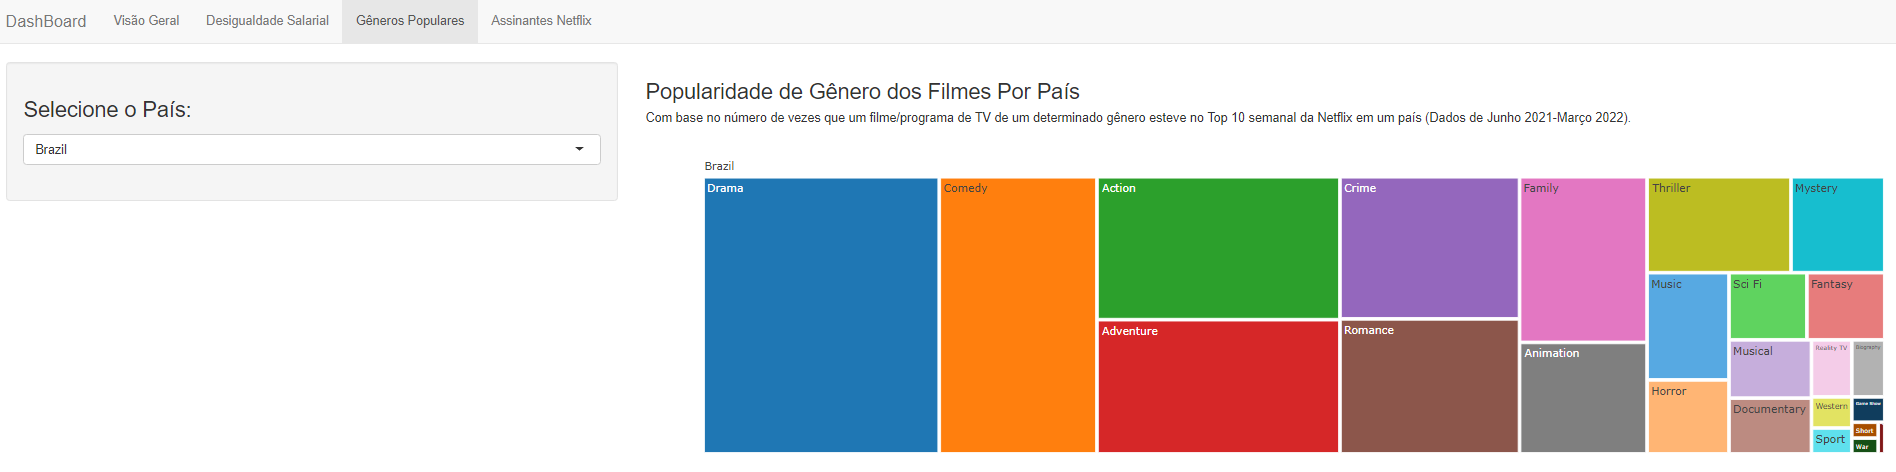 DashBoard Visão Geral Desigualdade Salarial Gêneros Populares Assinantes Netflix
Selecione o País:
Brazil
Popularidade de Gênero dos Filmes Por País
Com base no número de vezes que um filme/programa de TV de um determinado gênero esteve no Top 10 semanal da Netflix em um país (Dados de Junho 2021-Março 2022).
Brazil
Drama
Comedy
Action
Adventure
Crime
Romance
Family
Animation
Thriller
Mystery
Music
Horror
Sci Fi
Fantasy
Musical
Documentary
Reality TV
Biography
Western
Sport
Game Show
Short
War